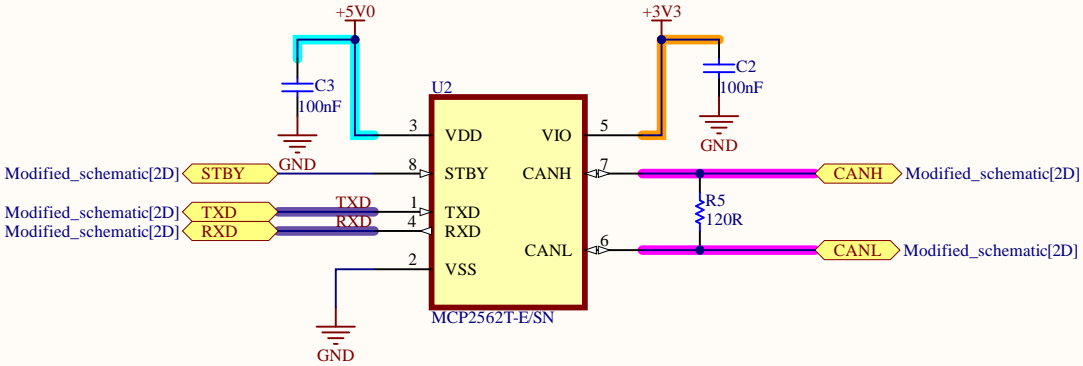 +5V0
+3V3
C3
100nF
GND
C2
100nF
GND
U2
3
VDD
VIO
5
Modified_schematic[2D]
STBY
8
STBY
CANH
7
CANH
Modified_schematic[2D]
Modified_schematic[2D]
TXD
TXD
1
TXD
R5
120R
Modified_schematic[2D]
RXD
RXD
4
RXD
CANL
6
CANL
Modified_schematic[2D]
2
VSS
MCP2562T-E/SN
GND